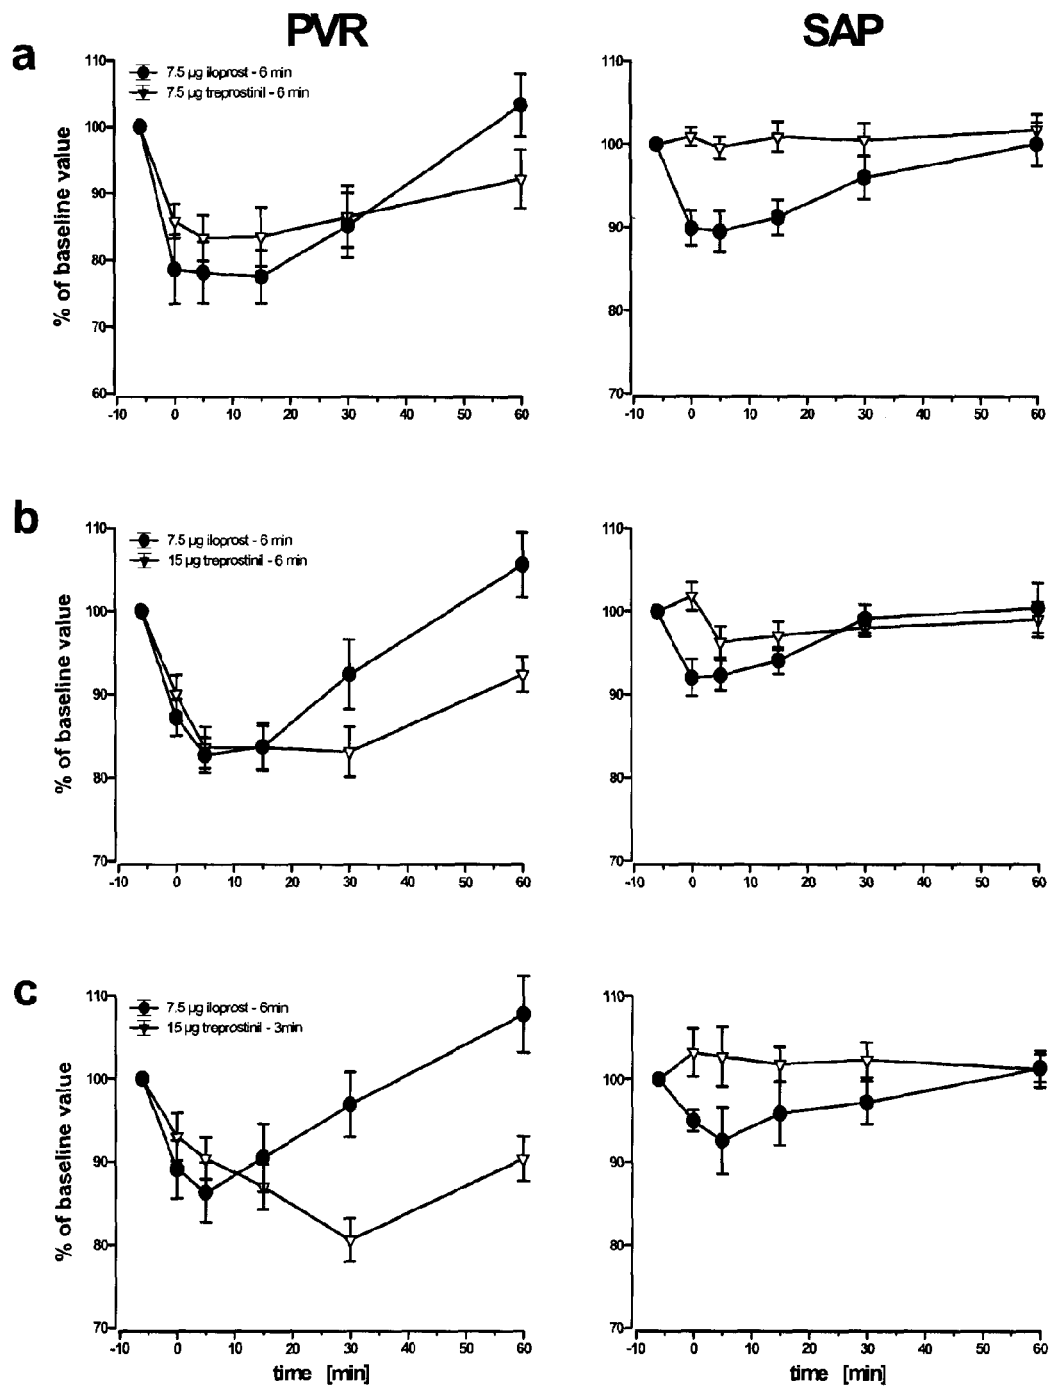 PVR
SAP
a
7.5 µg iloprost - 6 min
7.5 µg treprostinil - 6 min
% of baseline value
110
100
90
80
70
60
-10 0 10 20 30 40 50 60
110
100
90
80
70
-10 0 10 20 30 40 50 60
b
7.5 µg iloprost - 6 min
15 µg treprostinil - 6 min
% of baseline value
110
100
90
80
70
-10 0 10 20 30 40 50 60
110
100
90
80
70
-10 0 10 20 30 40 50 60
c
7.5 µg iloprost - 6min
15 µg treprostinil - 3min
% of baseline value
110
100
90
80
70
-10 0 10 20 30 40 50 60
time [min]
110
100
90
80
70
-10 0 10 20 30 40 50 60
time [min]